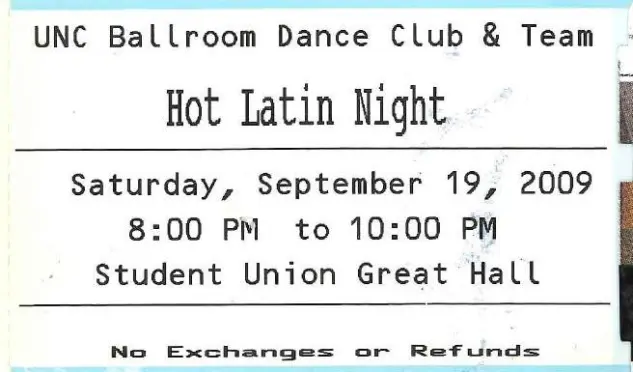 UNC Ballroom Dance Club & Team
Hot Latin Night
Saturday, September 19, 2009
8:00 PM to 10:00 PM
Student Union Great Hall
No Exchanges or Refunds